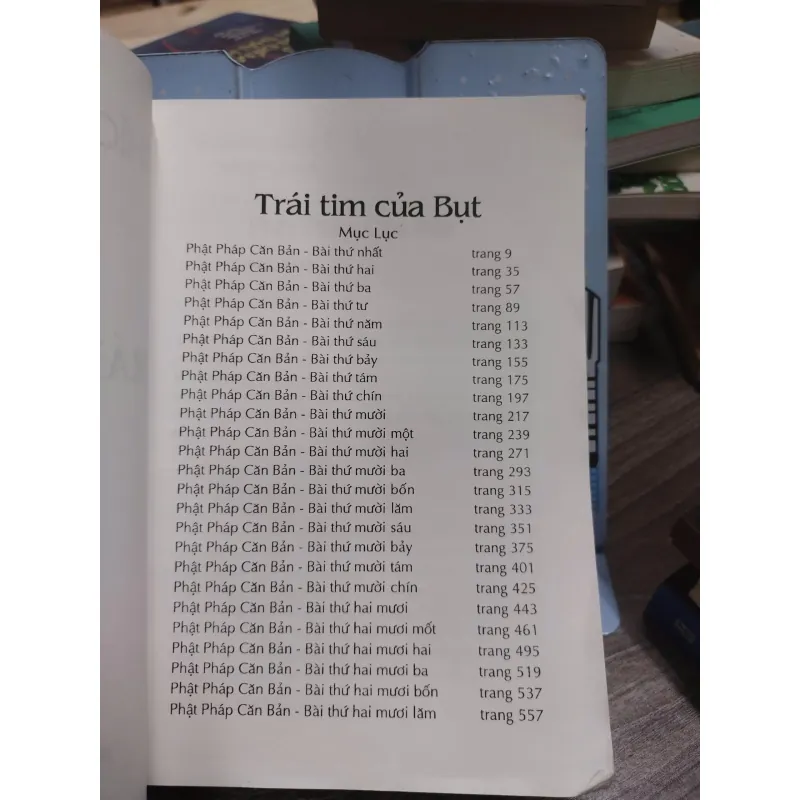 Trái tim của Bụt
Mục Lục
Phật Pháp Căn Bản - Bài thứ nhất trang 9
Phật Pháp Căn Bản - Bài thứ hai trang 35
Phật Pháp Căn Bản - Bài thứ ba trang 57
Phật Pháp Căn Bản - Bài thứ tư trang 89
Phật Pháp Căn Bản - Bài thứ năm trang 113
Phật Pháp Căn Bản - Bài thứ sáu trang 133
Phật Pháp Căn Bản - Bài thứ bảy trang 155
Phật Pháp Căn Bản - Bài thứ tám trang 175
Phật Pháp Căn Bản - Bài thứ chín trang 197
Phật Pháp Căn Bản - Bài thứ mười trang 217
Phật Pháp Căn Bản - Bài thứ mười một trang 239
Phật Pháp Căn Bản - Bài thứ mười hai trang 271
Phật Pháp Căn Bản - Bài thứ mười ba trang 293
Phật Pháp Căn Bản - Bài thứ mười bốn trang 315
Phật Pháp Căn Bản - Bài thứ mười lăm trang 333
Phật Pháp Căn Bản - Bài thứ mười sáu trang 351
Phật Pháp Căn Bản - Bài thứ mười bảy trang 375
Phật Pháp Căn Bản - Bài thứ mười tám trang 401
Phật Pháp Căn Bản - Bài thứ mười chín trang 425
Phật Pháp Căn Bản - Bài thứ hai mươi trang 443
Phật Pháp Căn Bản - Bài thứ hai mươi mốt trang 461
Phật Pháp Căn Bản - Bài thứ hai mươi hai trang 495
Phật Pháp Căn Bản - Bài thứ hai mươi ba trang 519
Phật Pháp Căn Bản - Bài thứ hai mươi bốn trang 537
Phật Pháp Căn Bản - Bài thứ hai mươi lăm trang 557